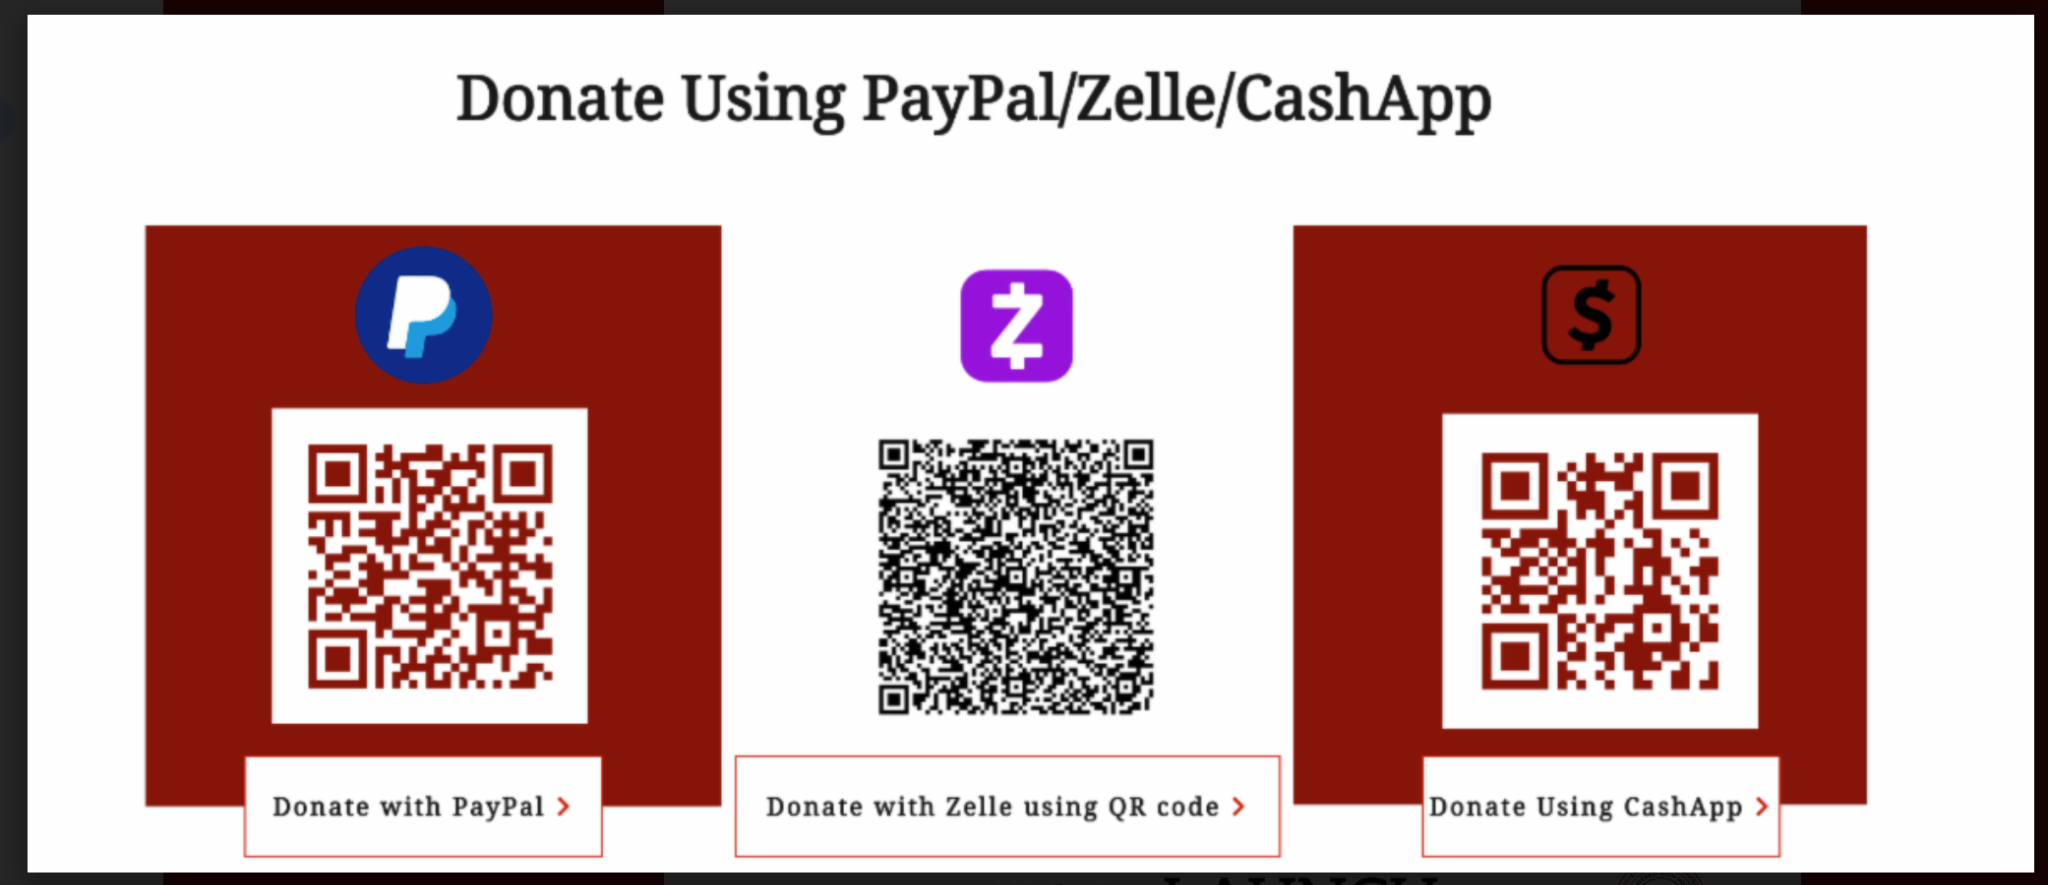 Donate Using PayPal/Zelle/CashApp
Donate with PayPal
Donate with Zelle using QR code
Donate Using CashApp